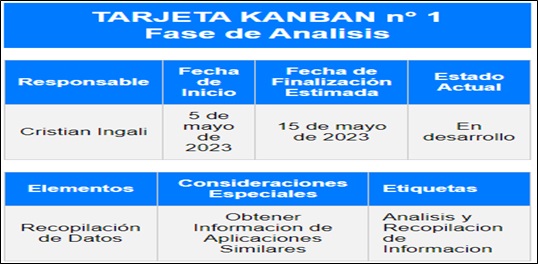 TARJETA KANBAN nº 1
Fase de Analisis
Responsable
Fecha
de
Inicio
Fecha de
Finalización
Estimada
Estado
Actual
Cristian Ingali
5 de
mayo
de
2023
15 de mayo
de 2023
En
desarrollo
Elementos
Consideraciones
Especiales
Etiquetas
Recopilación
de Datos
Obtener
Informacion de
Aplicaciones
Similares
Analisis y
Recopilacion
de
Informacion